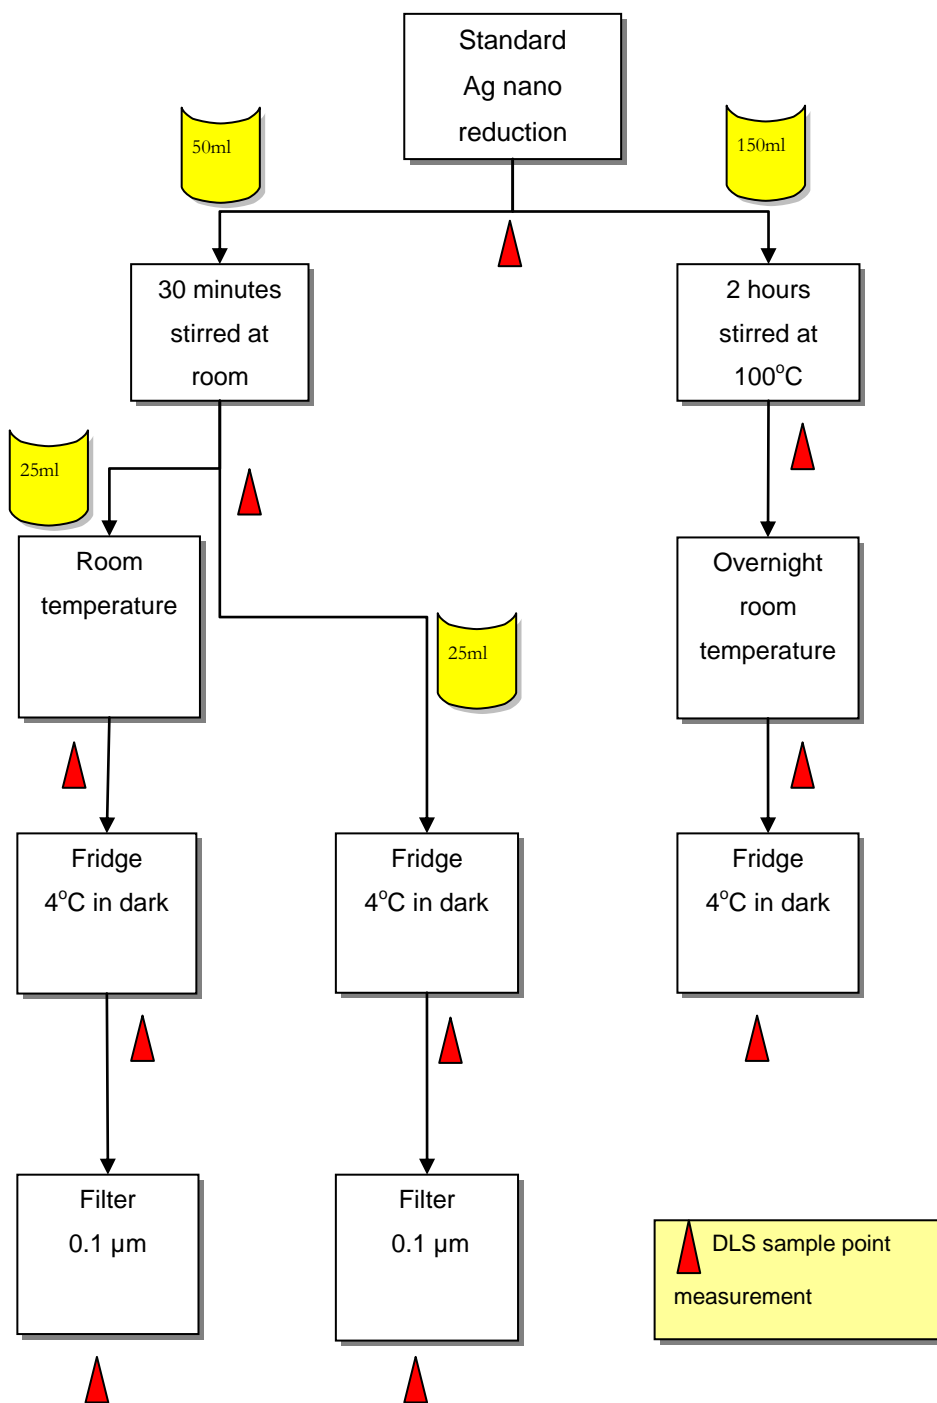 Standard
Ag nano
reduction
50ml
150ml
30 minutes
stirred at
room
2 hours
stirred at
100°C
25ml
Room
temperature
25ml
Overnight
room
temperature
Fridge
4°C in dark
Fridge
4°C in dark
Fridge
4°C in dark
Filter
0.1 µm
Filter
0.1 µm
DLS sample point
measurement